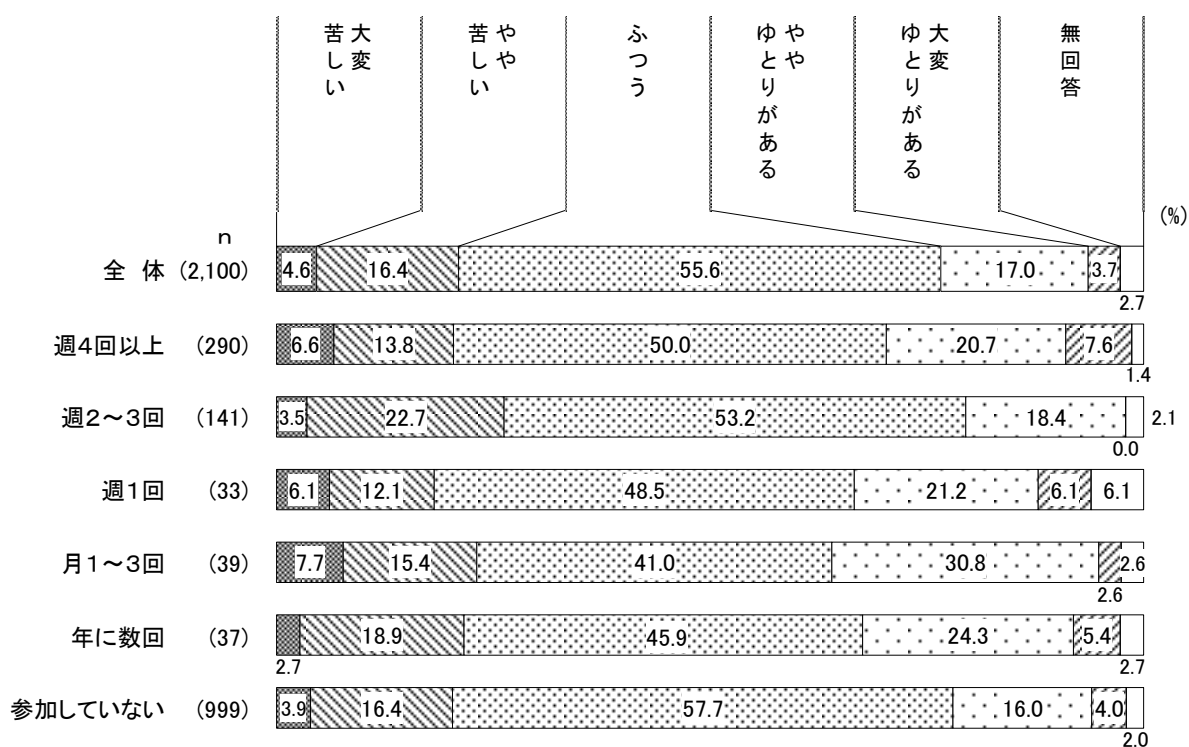 大変
苦しい
やや
苦しい
ふつう
やや
ゆとりがある
大変
ゆとりがある
無回答
(%)
n
全 体 (2,100) 4.6 16.4 55.6 17.0 3.7 2.7
週4回以上 (290) 6.6 13.8 50.0 20.7 7.6 1.4
週2~3回 (141) 3.5 22.7 53.2 18.4 0.0 2.1
週1回 (33) 6.1 12.1 48.5 21.2 6.1 6.1
月1~3回 (39) 7.7 15.4 41.0 30.8 2.6 2.6
年に数回 (37) 2.7 18.9 45.9 24.3 5.4 2.7
参加していない (999) 3.9 16.4 57.7 16.0 4.0 2.0